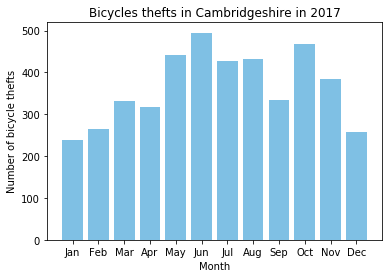 Bicycles thefts in Cambridgeshire in 2017
Number of bicycle thefts
500
400
300
200
100
0
Jan Feb Mar Apr May Jun Jul Aug Sep Oct Nov Dec
Month